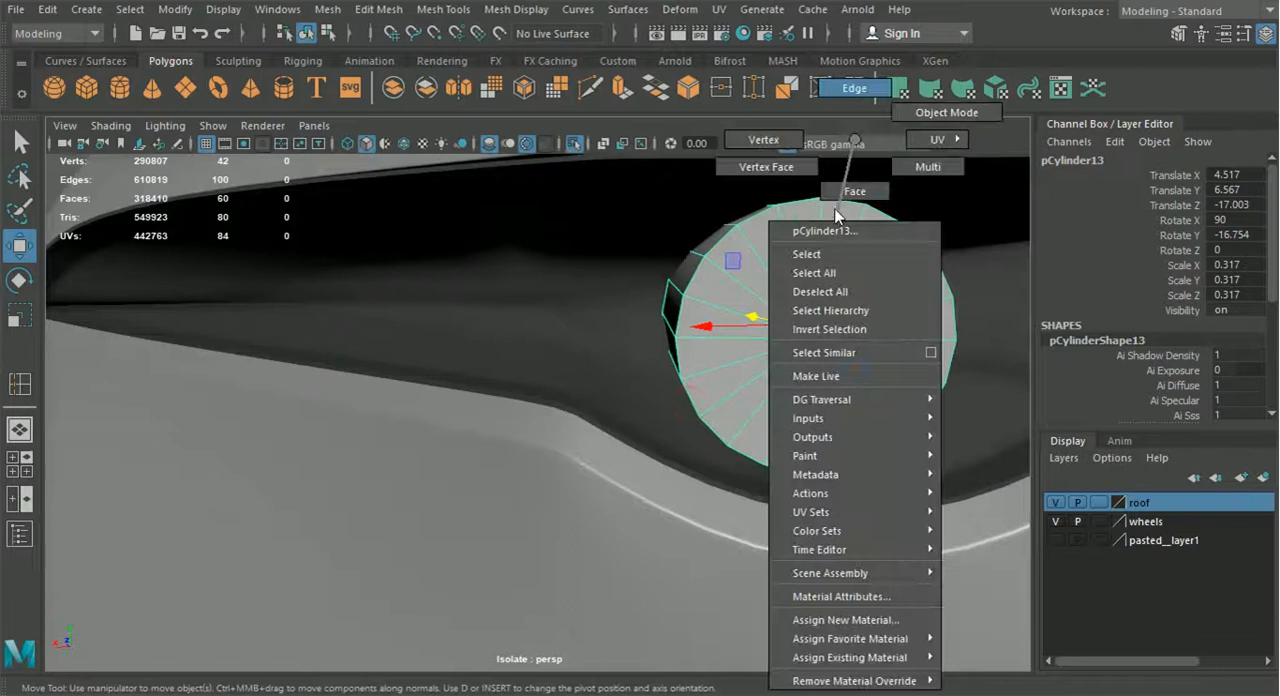 File Edit Create Select Modify Display Windows Mesh Edit Mesh Mesh Tools Mesh Display Curves Surfaces Deform UV Generate Cache Arnold Help Workspace : Modeling - Standard
Modeling No Live Surface Sign In
Curves / Surfaces Polygons Sculpting Rigging Animation Rendering FX FX Caching Custom Arnold Bifrost MASH Motion Graphics XGen
T svg Edge
Object Mode
View Shading Lighting Show Renderer Panels
0.00 Vertex sRGB gamma UV
Vertex Face Multi
Face
Verts: 290807 42 0
Edges: 610819 100 0
Faces: 318410 60 0
Tris: 549923 80 0
UVs: 442763 84 0
pCylinder13...
Select
Select All
Deselect All
Select Hierarchy
Invert Selection
Select Similar
Make Live
DG Traversal
Inputs
Outputs
Paint
Metadata
Actions
UV Sets
Color Sets
Time Editor
Scene Assembly
Material Attributes...
Assign New Material...
Assign Favorite Material
Assign Existing Material
Remove Material Override
Isolate : persp
Channel Box / Layer Editor
Channels Edit Object Show
pCylinder13
Translate X 4.517
Translate Y 6.567
Translate Z -17.003
Rotate X 90
Rotate Y -16.754
Rotate Z 0
Scale X 0.317
Scale Y 0.317
Scale Z 0.317
Visibility on
SHAPES
pCylinderShape13
Ai Shadow Density 1
Ai Exposure 0
Ai Diffuse 1
Ai Specular 1
Ai Sss 1
Display Anim
Layers Options Help
V P roof
V P wheels
pasted__layer1
M
Move Tool: Use manipulator to move object(s). Ctrl+MMB+drag to move components along normals. Use D or INSERT to change the pivot position and axis orientation.